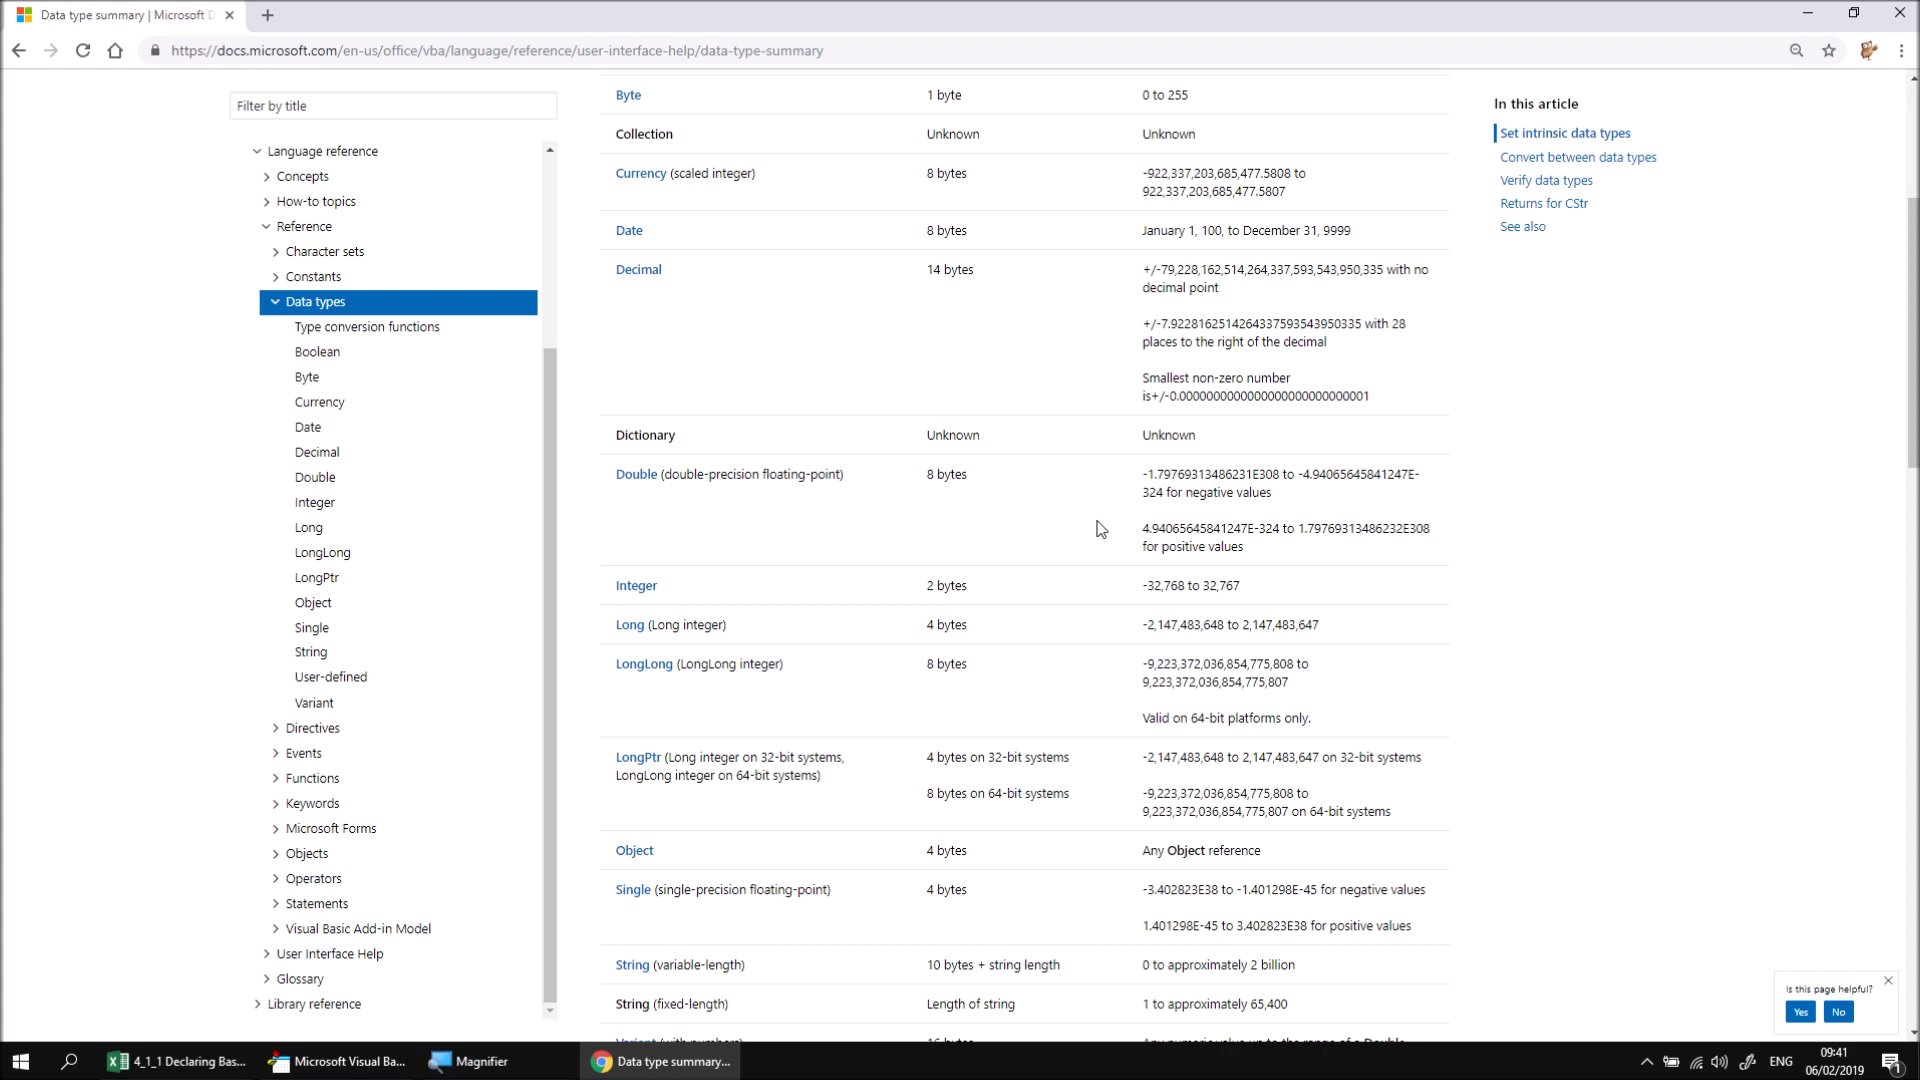 Data type summary | Microsoft D
https://docs.microsoft.com/en-us/office/vba/language/reference/user-interface-help/data-type-summary
Filter by title
Language reference
Concepts
How-to topics
Reference
Character sets
Constants
Data types
Type conversion functions
Boolean
Byte
Currency
Date
Decimal
Double
Integer
Long
LongLong
LongPtr
Object
Single
String
User-defined
Variant
Directives
Events
Functions
Keywords
Microsoft Forms
Objects
Operators
Statements
Visual Basic Add-in Model
User Interface Help
Glossary
Library reference
Byte 1 byte 0 to 255
Collection Unknown Unknown
Currency (scaled integer) 8 bytes -922,337,203,685,477.5808 to
922,337,203,685,477.5807
Date 8 bytes January 1, 100, to December 31, 9999
Decimal 14 bytes +/-79,228,162,514,264,337,593,543,950,335 with no
decimal point
+/-7.9228162514264337593543950335 with 28
places to the right of the decimal
Smallest non-zero number
is+/-0.0000000000000000000000000001
Dictionary Unknown Unknown
Double (double-precision floating-point) 8 bytes -1.79769313486231E308 to -4.94065645841247E-
324 for negative values
4.94065645841247E-324 to 1.79769313486232E308
for positive values
Integer 2 bytes -32,768 to 32,767
Long (Long integer) 4 bytes -2,147,483,648 to 2,147,483,647
LongLong (LongLong integer) 8 bytes -9,223,372,036,854,775,808 to
9,223,372,036,854,775,807
Valid on 64-bit platforms only.
LongPtr (Long integer on 32-bit systems, 4 bytes on 32-bit systems -2,147,483,648 to 2,147,483,647 on 32-bit systems
LongLong integer on 64-bit systems)
8 bytes on 64-bit systems -9,223,372,036,854,775,808 to
9,223,372,036,854,775,807 on 64-bit systems
Object 4 bytes Any Object reference
Single (single-precision floating-point) 4 bytes -3.402823E38 to -1.401298E-45 for negative values
1.401298E-45 to 3.402823E38 for positive values
String (variable-length) 10 bytes + string length 0 to approximately 2 billion
String (fixed-length) Length of string 1 to approximately 65,400
In this article
Set intrinsic data types
Convert between data types
Verify data types
Returns for CStr
See also
Is this page helpful?
Yes No
4_1_1 Declaring Bas...
Microsoft Visual Ba...
Magnifier
Data type summary...
ENG
09:41
06/02/2019
1